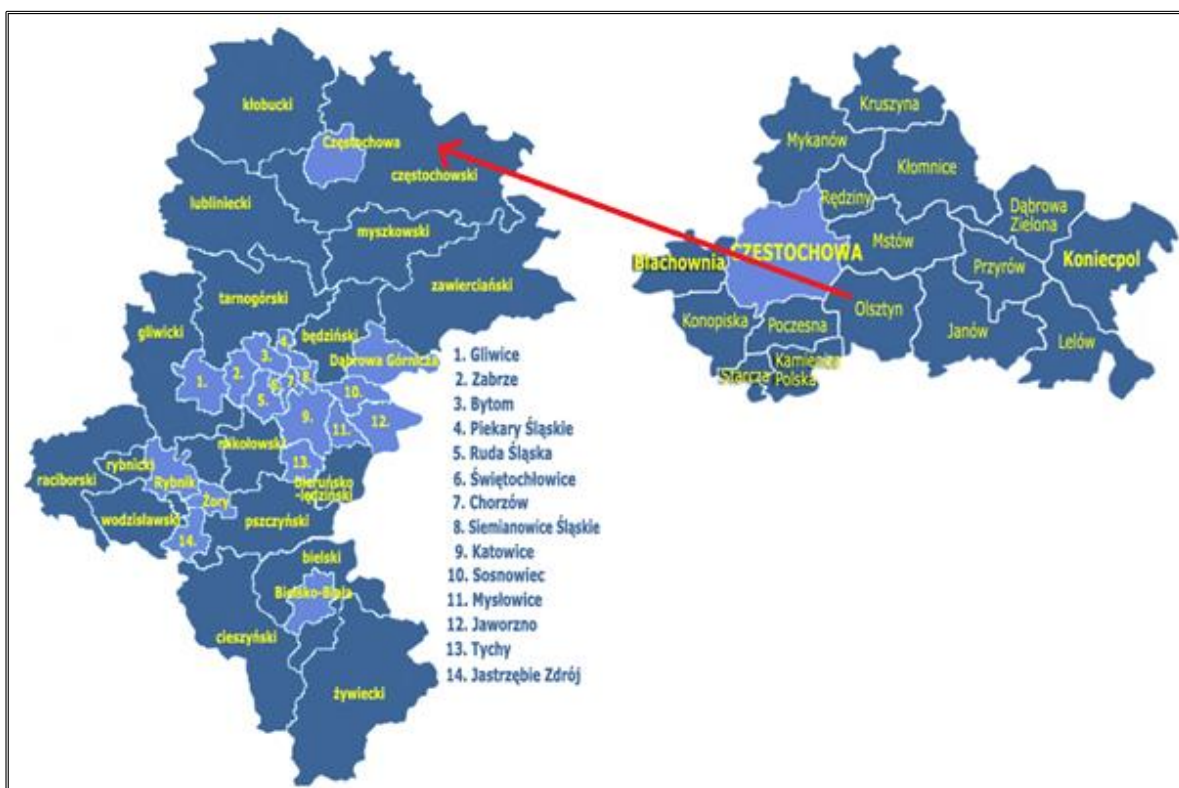 kłobucki
Częstochowa
częstochowski
lubliniecki
myszkowski
zawierciański
tarnogórski
gliwicki
będziński
Dąbrowa Górnicza
4.
3.
2.
1.
6.
7.
8.
5.
10.
9.
11.
12.
mikołowski
13.
Bieruńsko
-lędziński
rybnicki
raciborski
Rybnik
Żory
wodzisławski
pszczyński
14.
bielski
Bielsko-Biała
cieszyński
żywiecki
1. Gliwice
2. Zabrze
3. Bytom
4. Piekary Śląskie
5. Ruda Śląska
6. Świętochłowice
7. Chorzów
8. Siemianowice Śląskie
9. Katowice
10. Sosnowiec
11. Mysłowice
12. Jaworzno
13. Tychy
14. Jastrzębie Zdrój
Kruszyna
Mykanów
Kłomnice
Rędziny
Dąbrowa
Zielona
Mstów
CZĘSTOCHOWA
Blachownia
Przyrów
Koniecpol
Olsztyn
Konopiska
Poczesna
Janów
Lelów
Kamienica
Polska
Starcza